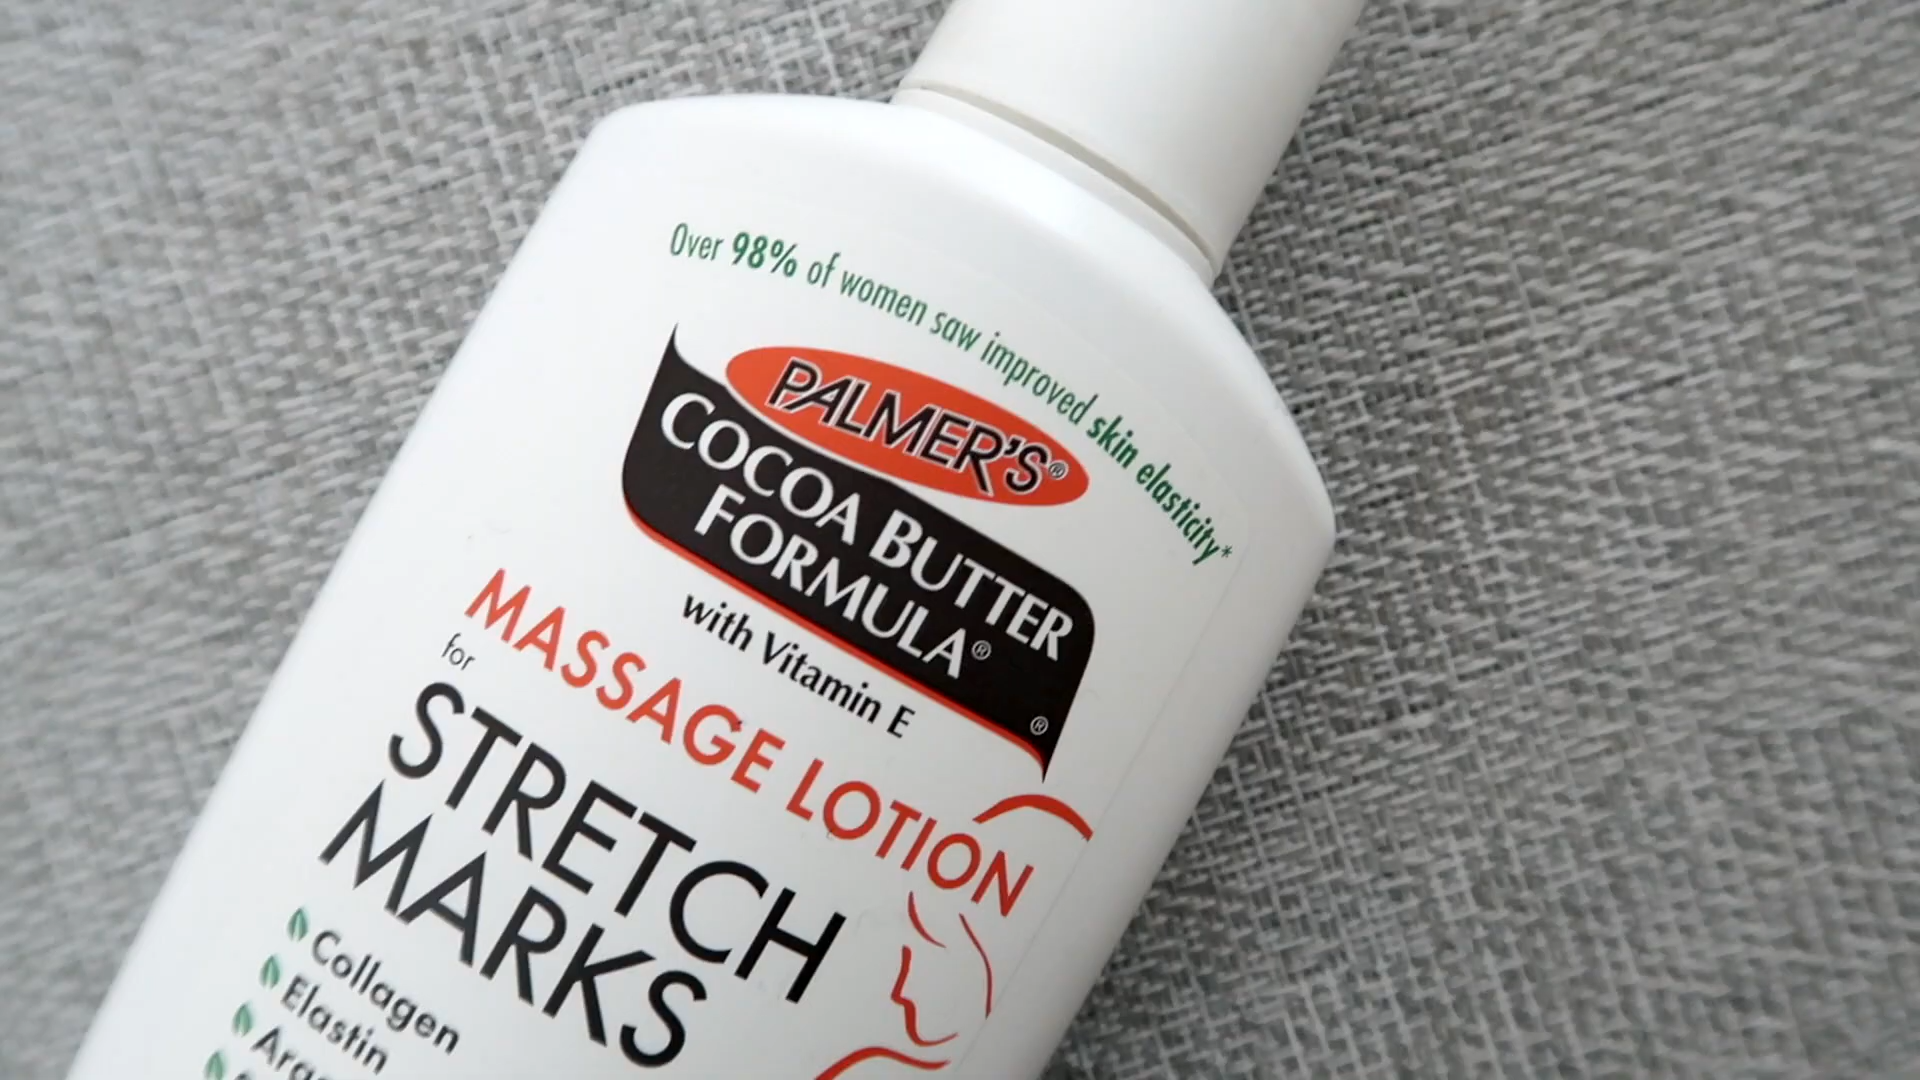 Over 98% of women saw improved skin elasticity*
PALMER'S®
COCOA BUTTER
FORMULA®
®
with Vitamin E
MASSAGE LOTION
for
STRETCH
MARKS
Collagen
Elastin